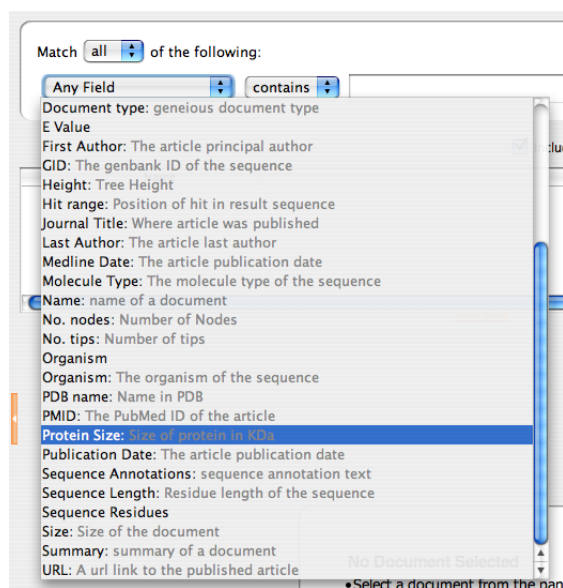 Match all of the following:
Any Field contains
Document type: geneious document type
E Value
First Author: The article principal author
GID: The genbank ID of the sequence
Height: Tree Height
Hit range: Position of hit in result sequence
Journal Title: Where article was published
Last Author: The article last author
Medline Date: The article publication date
Molecule Type: The molecule type of the sequence
Name: name of a document
No. nodes: Number of Nodes
No. tips: Number of tips
Organism
Organism: The organism of the sequence
PDB name: Name in PDB
PMID: The PubMed ID of the article
Protein Size: Size of protein in KDa
Publication Date: The article publication date
Sequence Annotations: sequence annotation text
Sequence Length: Residue length of the sequence
Sequence Residues
Size: Size of the document
Summary: summary of a document
URL: A url link to the published article
No Document Selected
•Select a document from the pan